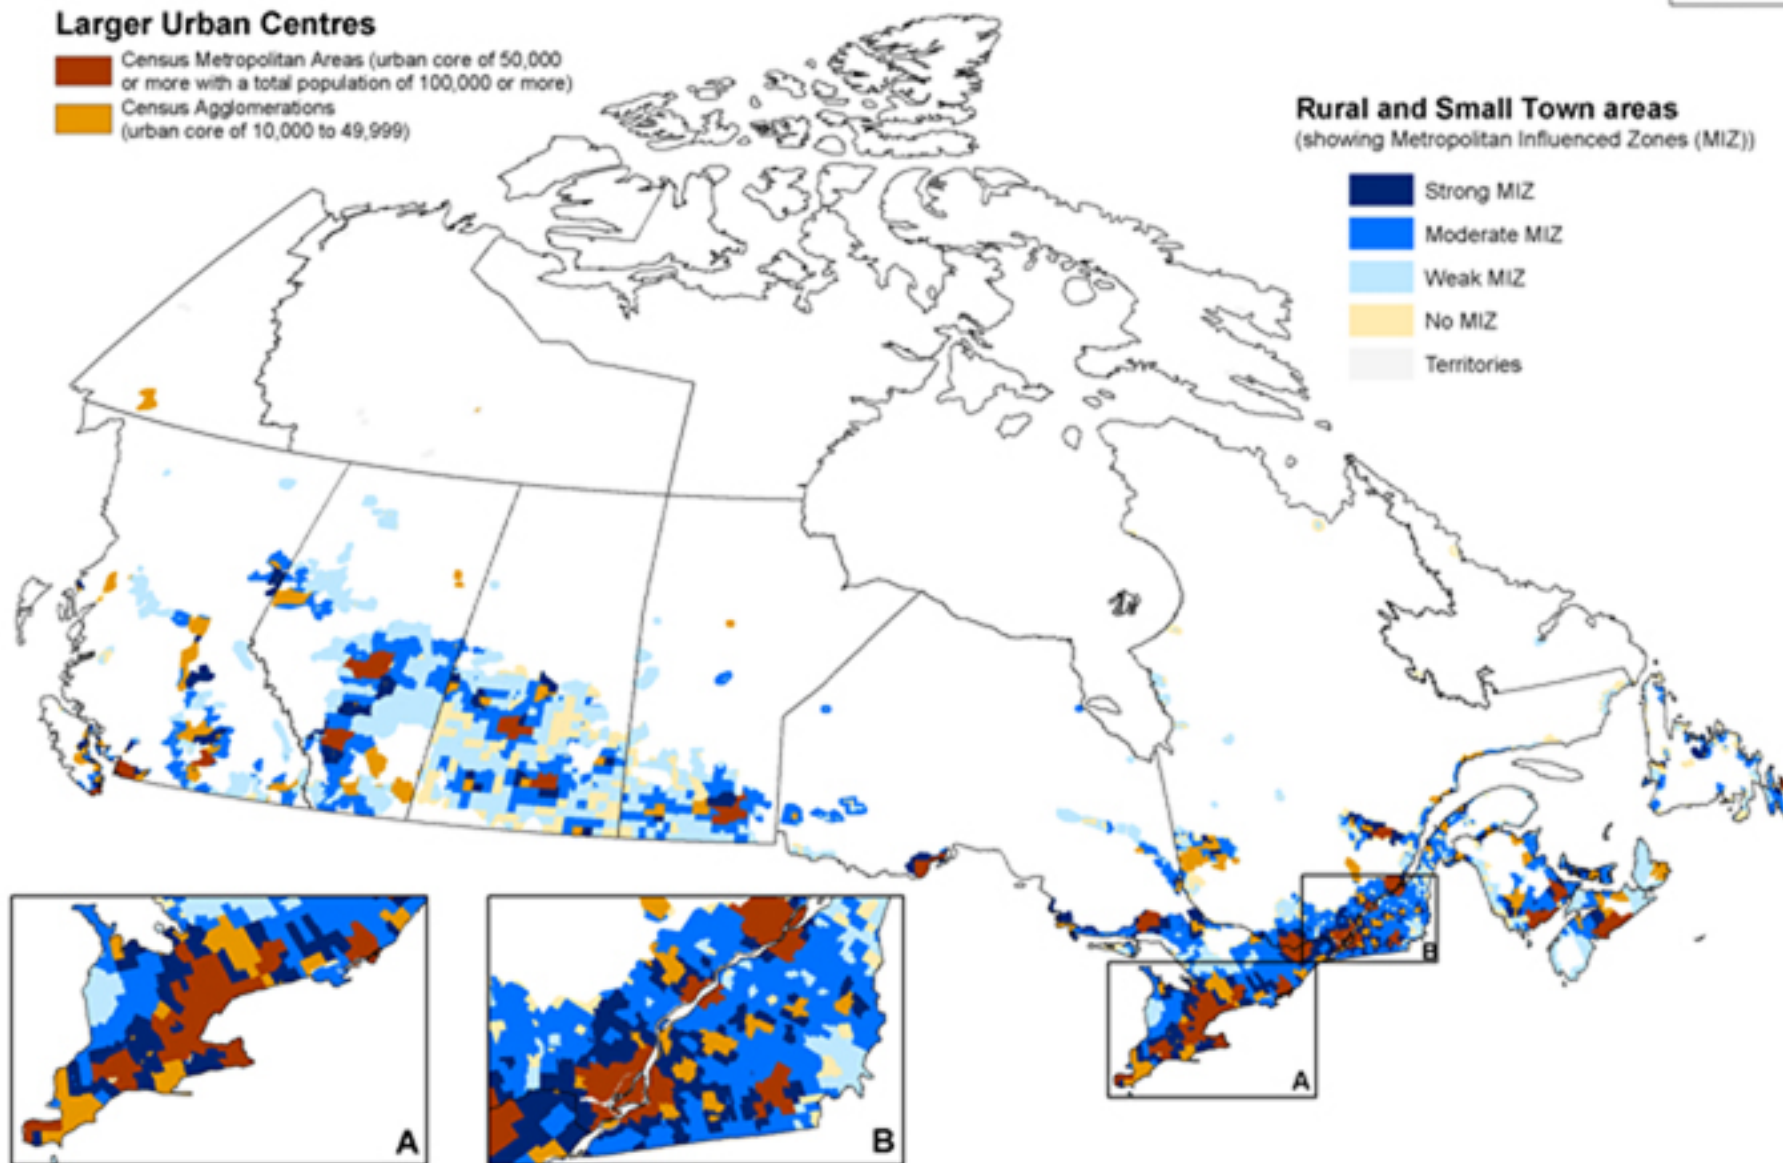 Larger Urban Centres
Census Metropolitan Areas (urban core of 50,000
or more with a total population of 100,000 or more)
Census Agglomerations
(urban core of 10,000 to 49,999)
Rural and Small Town areas
(showing Metropolitan Influenced Zones (MIZ))
Strong MIZ
Moderate MIZ
Weak MIZ
No MIZ
Territories
B
A
A
B